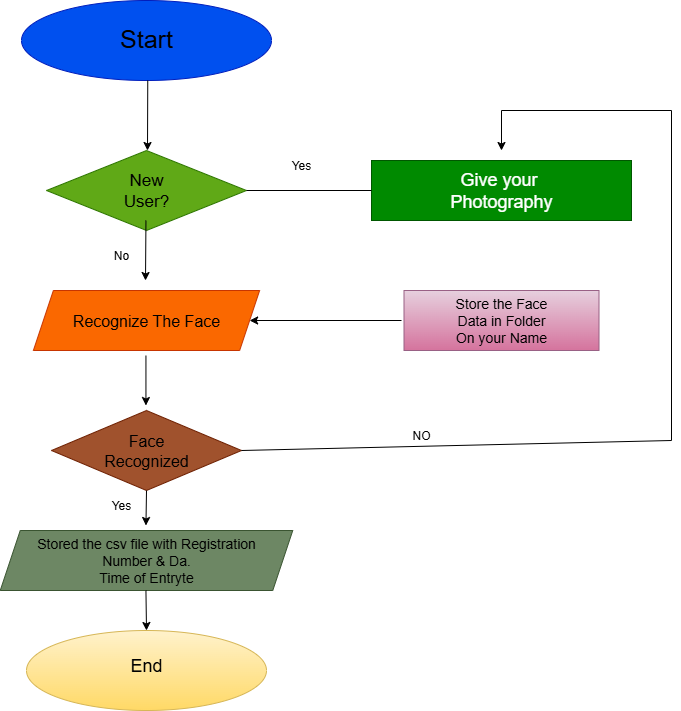 Start
New
User?
Yes
Give your
Photography
No
Recognize The Face
Store the Face
Data in Folder
On your Name
Face
Recognized
NO
Yes
Stored the csv file with Registration
Number & Da.
Time of Entryte
End